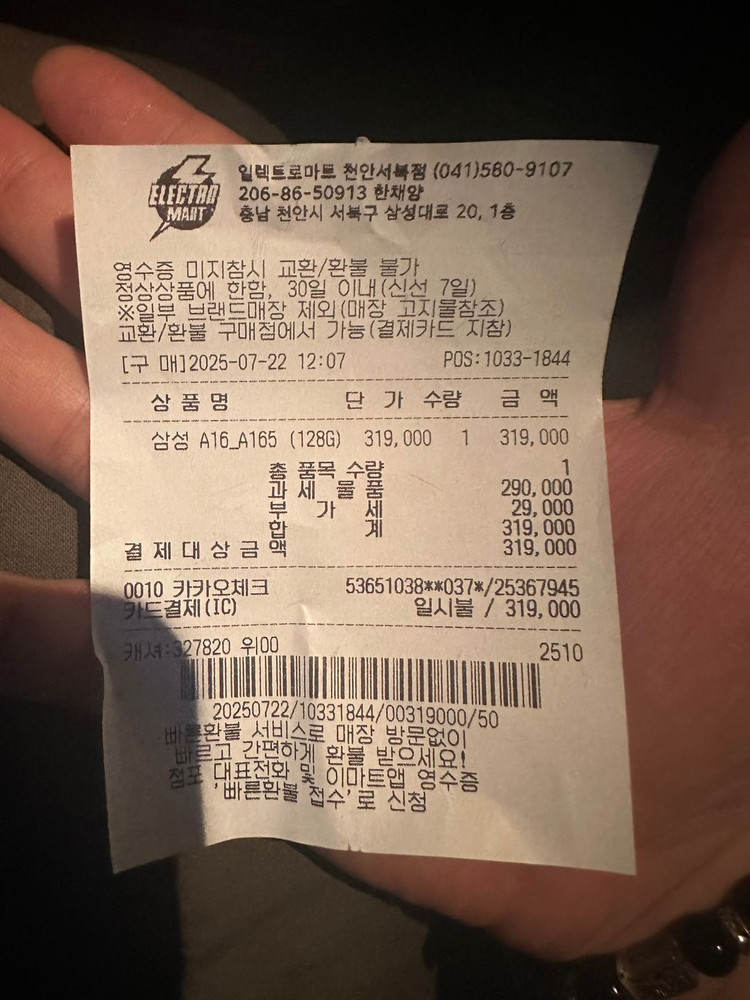 ELECTRO
MART
일렉트로마트 천안서북점 (041)580-9107
206-86-50913 한채양
충남 천안시 서북구 삼성대로 20, 1층
영수증 미지참시 교환/환불 불가
정상상품에 한함, 30일 이내(신선 7일)
※일부 브랜드매장 제외(매장 고지물참조)
교환/환불 구매점에서 가능(결제카드 지참)
[구 매]2025-07-22 12:07 POS:1033-1844
상 품 명 단 가 수량 금 액
삼성 A16_A165 (128G) 319,000 1 319,000
총 품목 수량 1
과 세 물 품 290,000
부 가 세 29,000
합 계 319,000
결 제 대 상 금 액 319,000
0010 카카오체크 53651038**037*/25367945
카드결제(IC) 일시불 / 319,000
캐셔:327820 위00 2510
20250722/10331844/00319000/50
빠른환불 서비스로 매장 방문없이
빠르고 간편하게 환불 받으세요!
점포 대표전화 및 이마트앱 영수증
'빠른환불 접수'로 신청